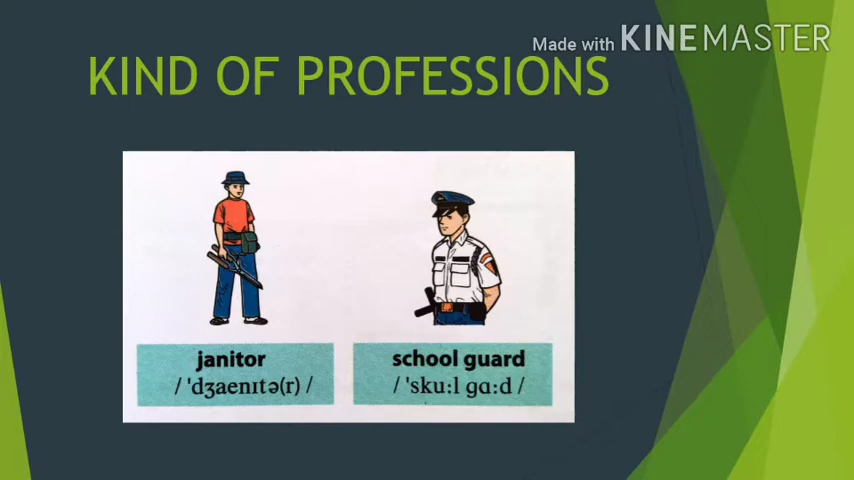 Made with KINEMASTER
KIND OF PROFESSIONS
janitor
/ 'dʒaenɪtə(r) /
school guard
/ 'sku:l gɑ:d /